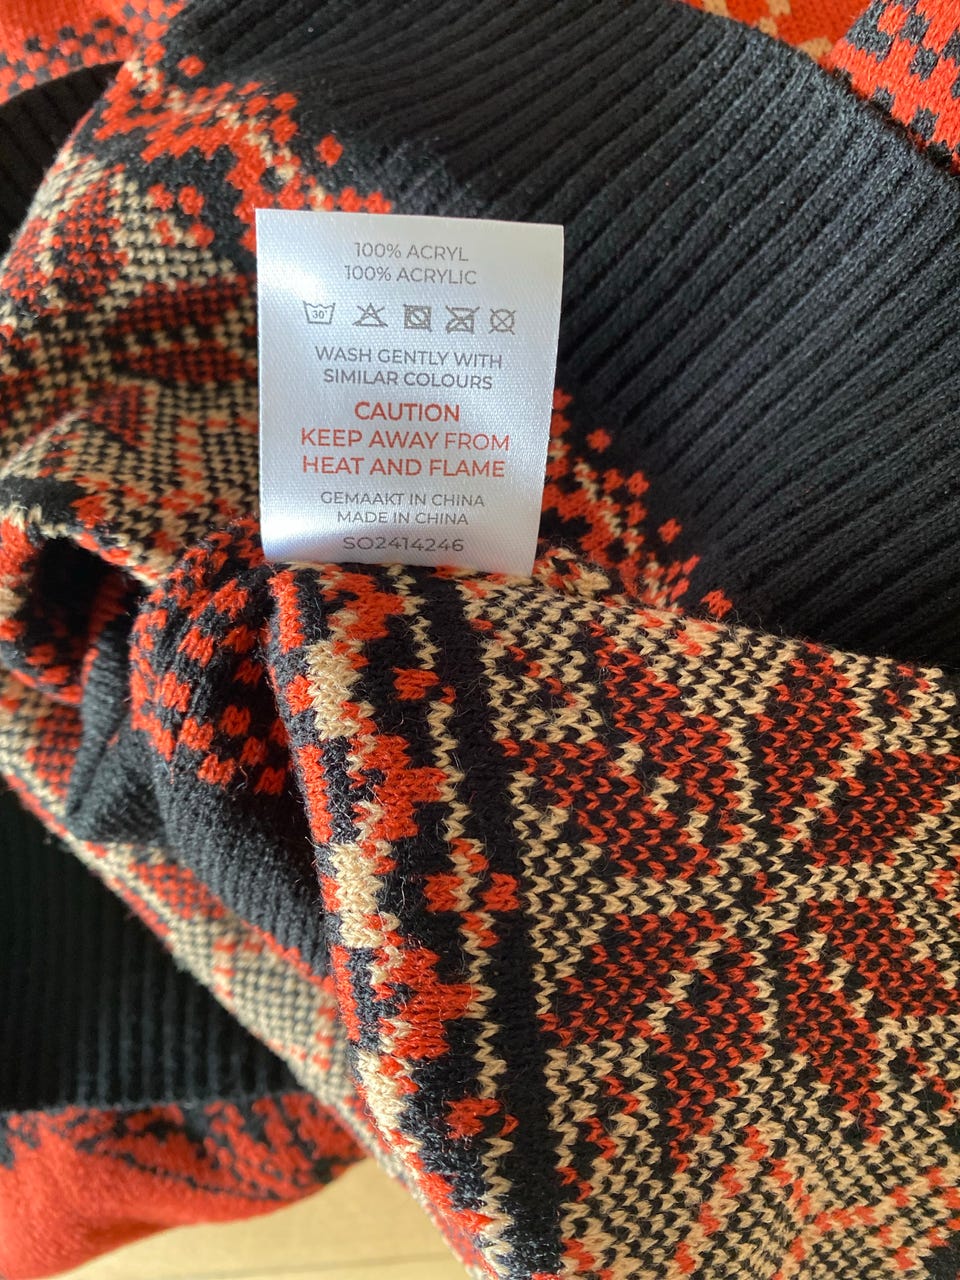 100% ACRYL
100% ACRYLIC
30°
WASH GENTLY WITH
SIMILAR COLOURS
CAUTION
KEEP AWAY FROM
HEAT AND FLAME
GEMAAKT IN CHINA
MADE IN CHINA
SO2414246